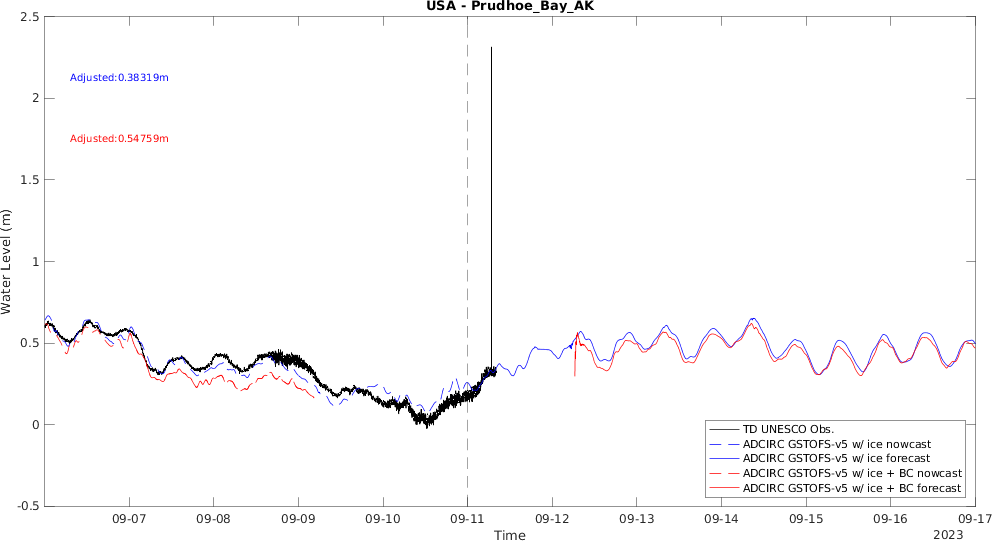 USA - Prudhoe_Bay_AK
2.5
2
1.5
1
0.5
0
-0.5
Water Level (m)
Adjusted:0.38319m
Adjusted:0.54759m
TD UNESCO Obs.
ADCIRC GSTOFS-v5 w/ ice nowcast
ADCIRC GSTOFS-v5 w/ ice forecast
ADCIRC GSTOFS-v5 w/ ice + BC nowcast
ADCIRC GSTOFS-v5 w/ ice + BC forecast
09-07 09-08 09-09 09-10 09-11 09-12 09-13 09-14 09-15 09-16 09-17
Time
2023